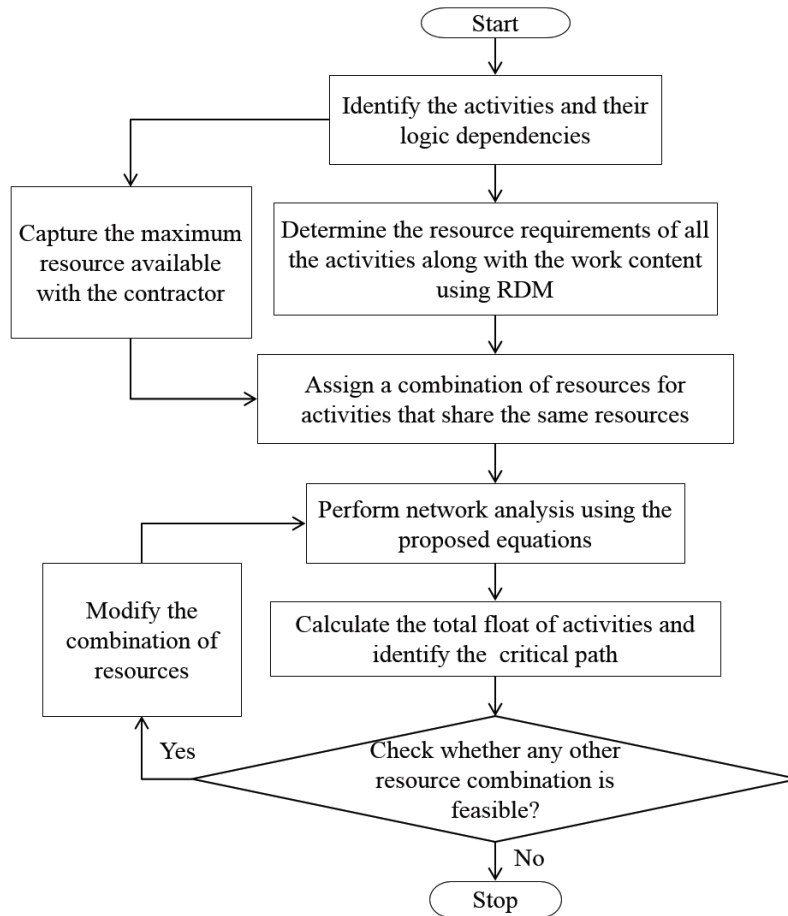 Start
Identify the activities and their
logic dependencies
Capture the maximum
resource available
with the contractor
Determine the resource requirements of all
the activities along with the work content
using RDM
Assign a combination of resources for
activities that share the same resources
Perform network analysis using the
proposed equations
Modify the
combination of
resources
Calculate the total float of activities and
identify the critical path
Yes
Check whether any other
resource combination is
feasible?
No
Stop